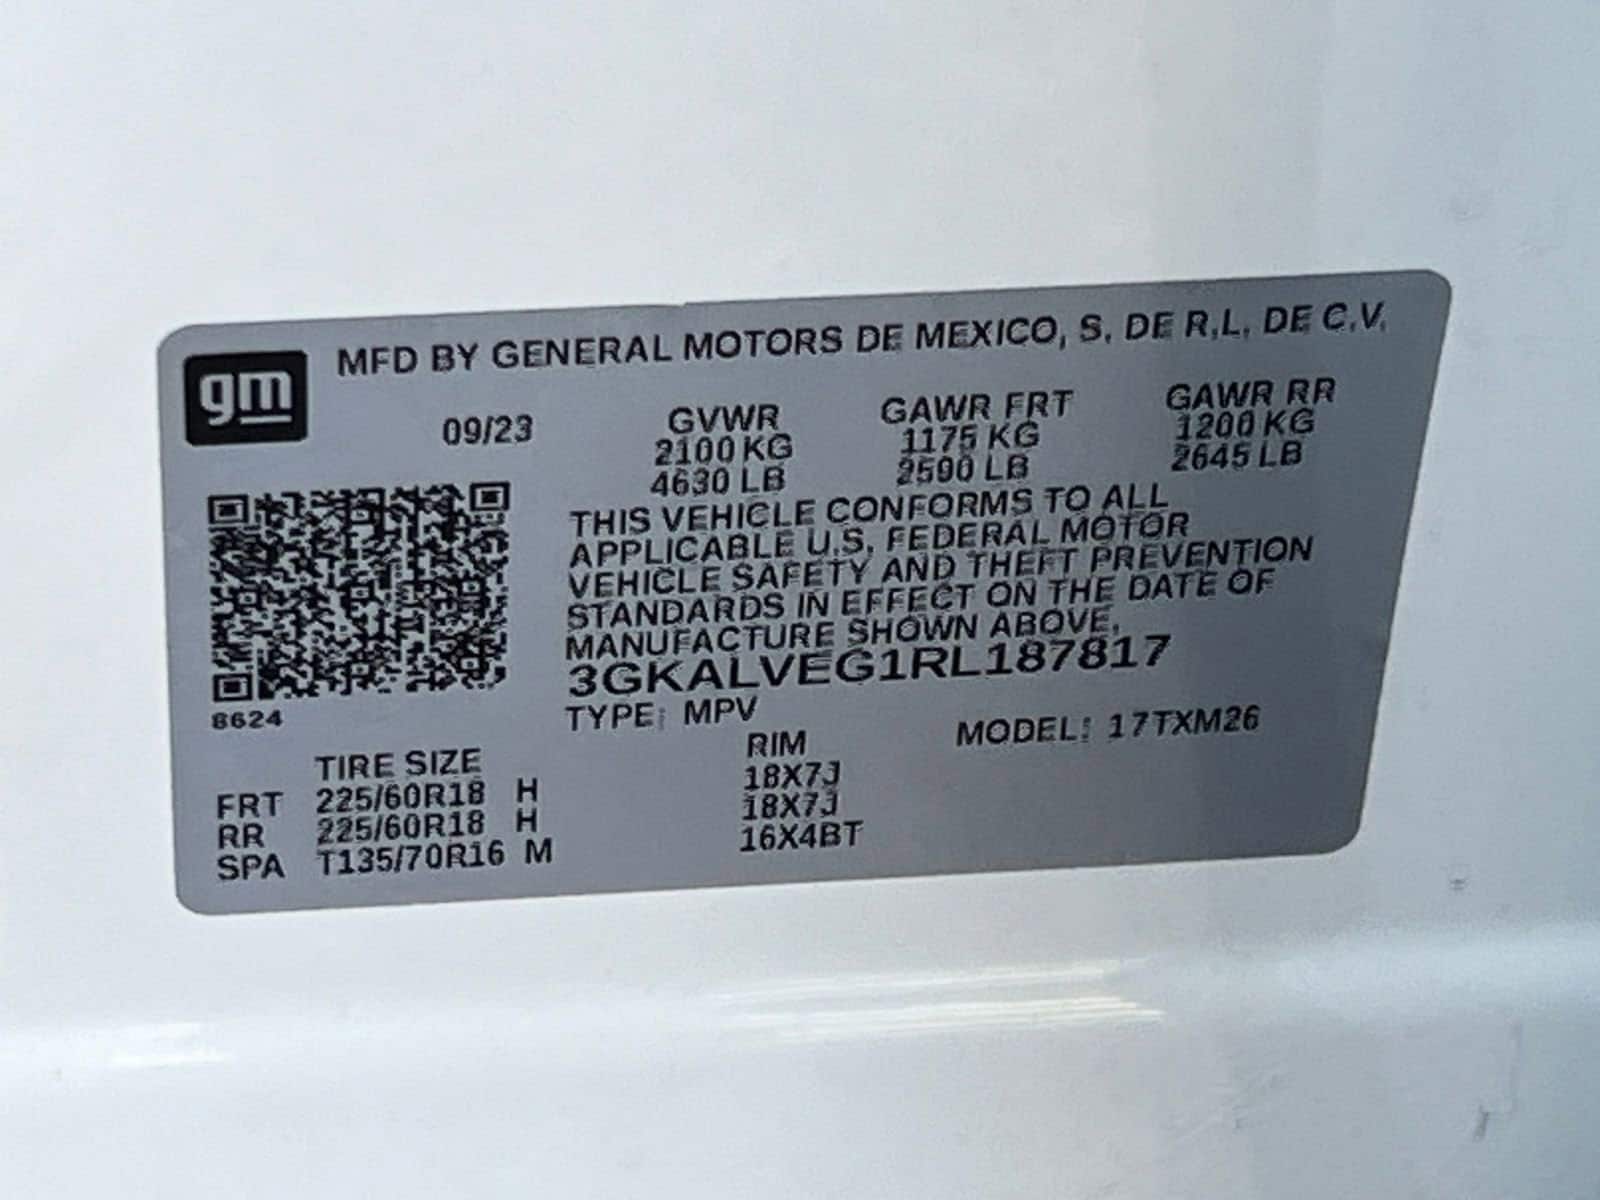 gm
MFD BY GENERAL MOTORS DE MEXICO, S. DE R.L. DE C.V.
09/23 GVWR GAWR FRT GAWR RR
2100 KG 1175 KG 1200 KG
4630 LB 2590 LB 2645 LB
THIS VEHICLE CONFORMS TO ALL
APPLICABLE U.S. FEDERAL MOTOR
VEHICLE SAFETY AND THEFT PREVENTION
STANDARDS IN EFFECT ON THE DATE OF
MANUFACTURE SHOWN ABOVE.
3GKALVEG1RL187817
8624
TYPE: MPV MODEL: 17TXM26
TIRE SIZE RIM
FRT 225/60R18 H 18X7J
RR 225/60R18 H 18X7J
SPA T135/70R16 M 16X4BT